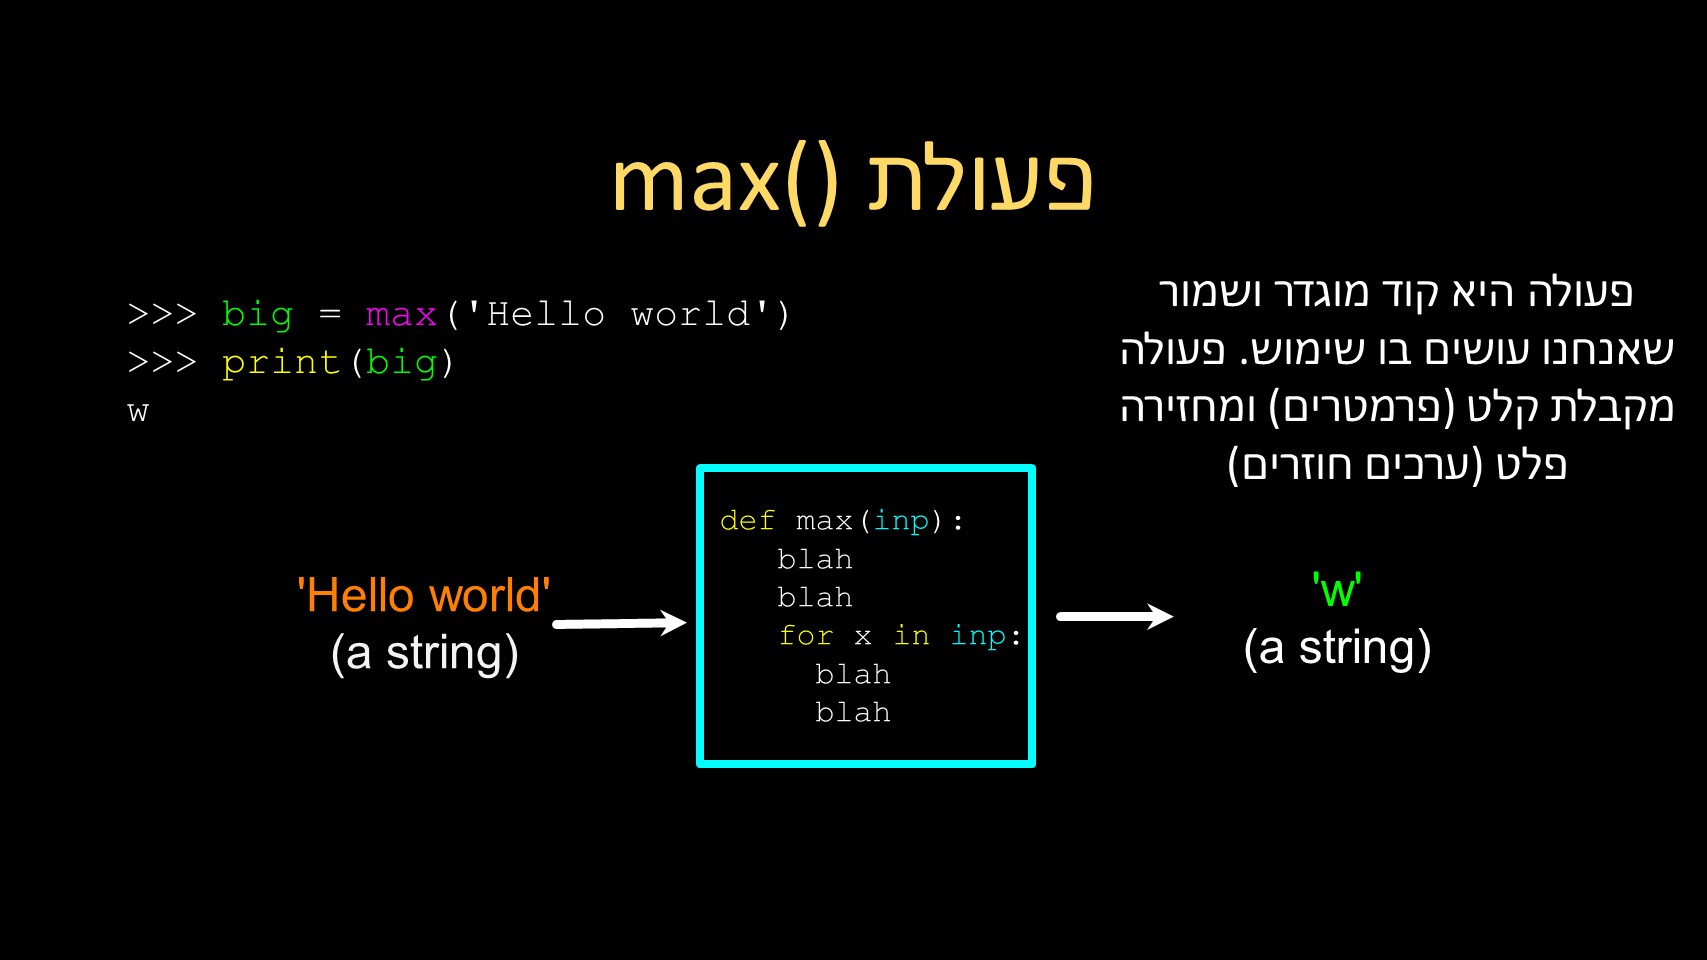 פעולת max()
>>> big = max('Hello world')
>>> print(big)
w
פעולה היא קוד מוגדר ושמור
שאנחנו עושים בו שימוש. פעולה
מקבלת קלט (פרמטרים) ומחזירה
פלט (ערכים חוזרים)
'Hello world'
(a string)
def max(inp):
blah
blah
for x in inp:
blah
blah
'w'
(a string)